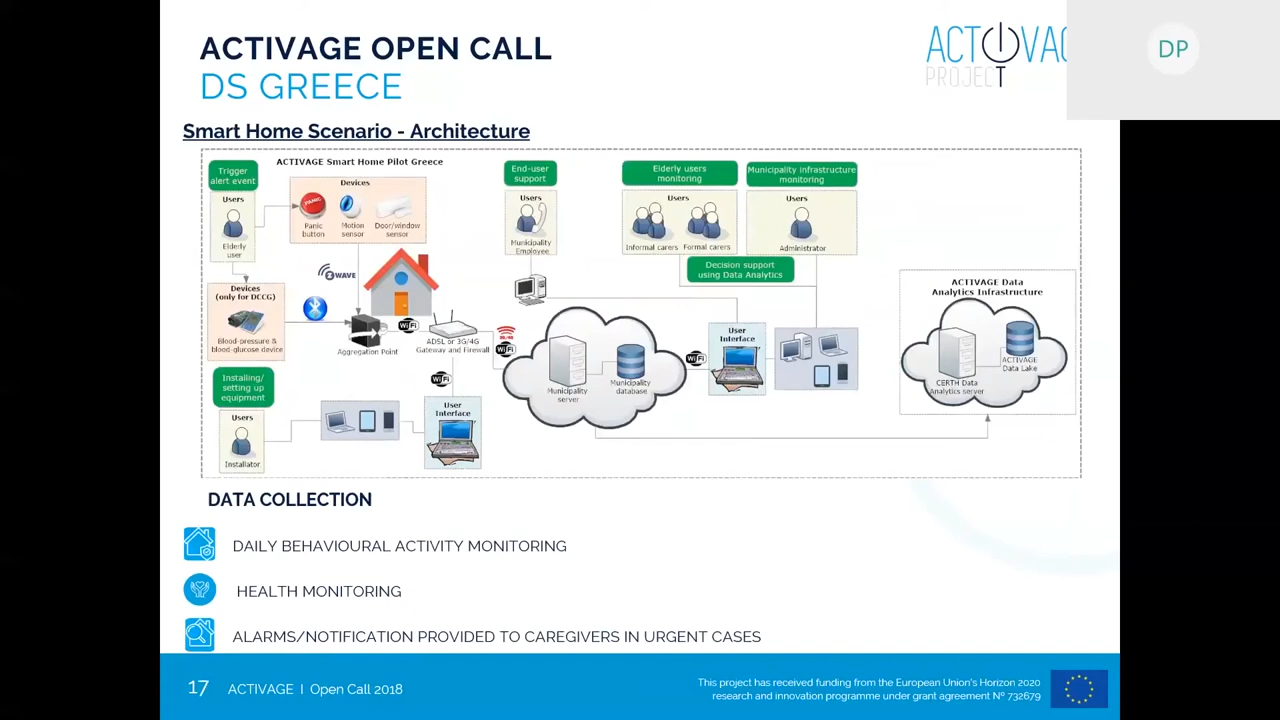 ACTIVAGE OPEN CALL
DS GREECE
PROJECT
DP
Smart Home Scenario - Architecture
ACTIVAGE Smart Home Pilot Greece
Trigger
alert event
Users
Elderly
user
Devices
Panic
button
Motion
sensor
Door/window
sensor
PANIC
End-user
support
Users
Municipality
Employee
Elderly users
monitoring
Users
Informal carers
Formal carers
Municipality infrastructure
monitoring
Users
Administrator
Decision support
using Data Analytics
Devices
(only for DCCG)
Blood-pressure &
blood-glucose device
Z WAVE
Aggregation Point
WiFi
ADSL or 3G/4G
Gateway and Firewall
3G/4G
WiFi
WiFi
Municipality
server
Municipality
database
WiFi
User
Interface
ACTIVAGE Data
Analytics Infrastructure
CERTH Data
Analytics server
ACTIVAGE
Data Lake
Installing/
setting up
equipment
Users
Installator
User
Interface
DATA COLLECTION
DAILY BEHAVIOURAL ACTIVITY MONITORING
HEALTH MONITORING
ALARMS/NOTIFICATION PROVIDED TO CAREGIVERS IN URGENT CASES
17
ACTIVAGE I Open Call 2018
This project has received funding from the European Union's Horizon 2020
research and innovation programme under grant agreement Nº 732679